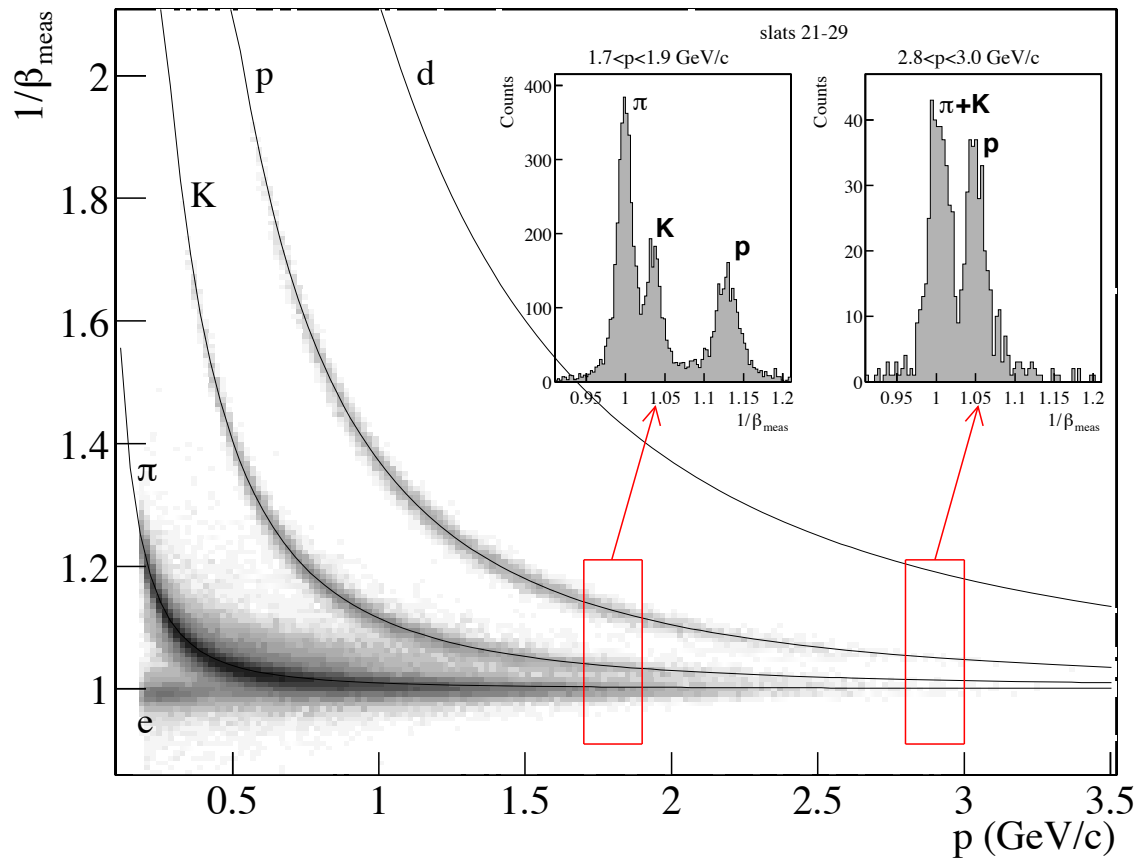 slats 21-29
1.7<p<1.9 GeV/c
2.8<p<3.0 GeV/c
1/β_meas
2
1.8
1.6
1.4
1.2
1
0.5
1
1.5
2
2.5
3
3.5
p (GeV/c)
π
e
K
p
d
Counts
400
300
200
100
0
π
K
p
0.95
1
1.05
1.1
1.15
1.2
1/β_meas
Counts
40
30
20
10
0
π+K
p
0.95
1
1.05
1.1
1.15
1.2
1/β_meas